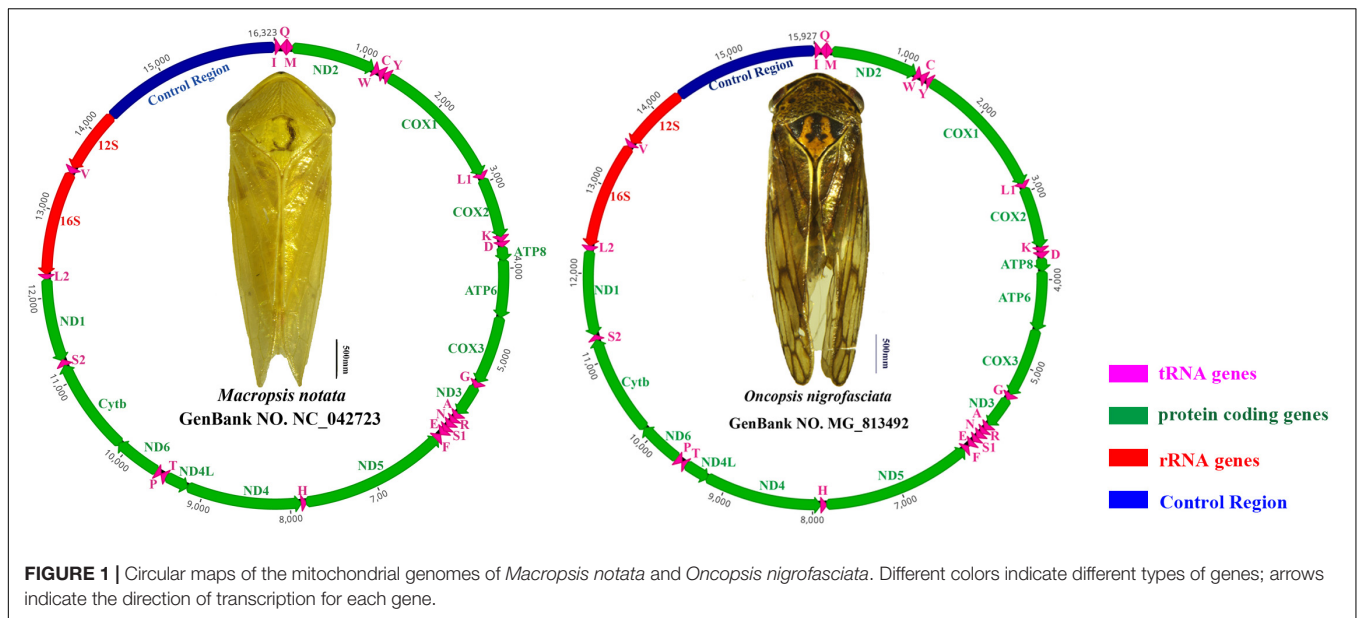 16,323
Q
I
M
ND2
1,000
W
C
Y
2,000
COX1
L1
3,000
COX2
K
D
ATP8
4,000
ATP6
COX3
5,000
G
ND3
A
N
R
E
S1
F
ND5
7,00
H
8,000
ND4
9,000
ND4L
T
P
ND6
10,000
Cytb
11,000
S2
ND1
12,000
L2
16S
13,000
V
12S
14,000
Control Region
15,000
500mm
Macropsis notata
GenBank NO. NC_042723
15,927
Q
I
M
ND2
1,000
W
C
Y
2,000
COX1
L1
3,000
COX2
K
D
ATP8
4,000
ATP6
COX3
5,000
G
ND3
A
N
R
E
S1
F
ND5
7,000
H
8,000
ND4
9,000
ND4L
T
P
ND6
10,000
Cytb
11,000
S2
ND1
12,000
L2
16S
13,000
V
12S
14,000
Control Region
15,000
500mm
Oncopsis nigrofasciata
GenBank NO. MG_813492
tRNA genes
protein coding genes
rRNA genes
Control Region
FIGURE 1 | Circular maps of the mitochondrial genomes of Macropsis notata and Oncopsis nigrofasciata. Different colors indicate different types of genes; arrows
indicate the direction of transcription for each gene.